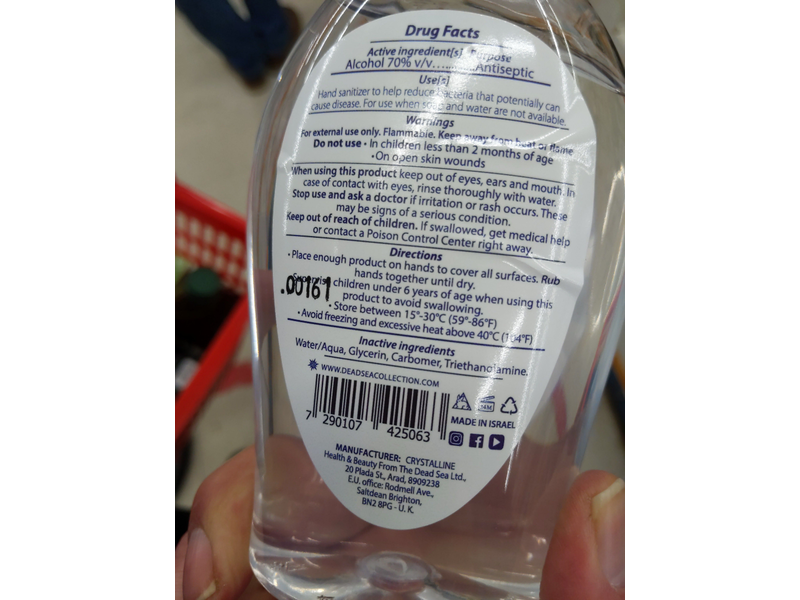 Drug Facts
Active ingredient[s] Purpose
Alcohol 70% v/v.........Antiseptic
Use[s]
Hand sanitizer to help reduce bacteria that potentially can
cause disease. For use when soap and water are not available.
Warnings
For external use only. Flammable. Keep away from heat or flame
Do not use • In children less than 2 months of age
• On open skin wounds
When using this product keep out of eyes, ears and mouth. In
case of contact with eyes, rinse thoroughly with water.
Stop use and ask a doctor if irritation or rash occurs. These
may be signs of a serious condition.
Keep out of reach of children. If swallowed, get medical help
or contact a Poison Control Center right away.
Directions
• Place enough product on hands to cover all surfaces. Rub
hands together until dry.
• Supervise children under 6 years of age when using this
product to avoid swallowing.
.00161
• Store between 15°-30°C (59°-86°F)
• Avoid freezing and excessive heat above 40°C (104°F)
Inactive ingredients
Water/Aqua, Glycerin, Carbomer, Triethanolamine.
WWW.DEADSEACOLLECTION.COM
7 290107 425063
24M
MADE IN ISRAEL
MANUFACTURER: CRYSTALLINE
Health & Beauty From The Dead Sea Ltd.,
20 Plada St., Arad, 8909238
E.U. office: Rodmell Ave.,
Saltdean Brighton,
BN2 8PG - U. K.